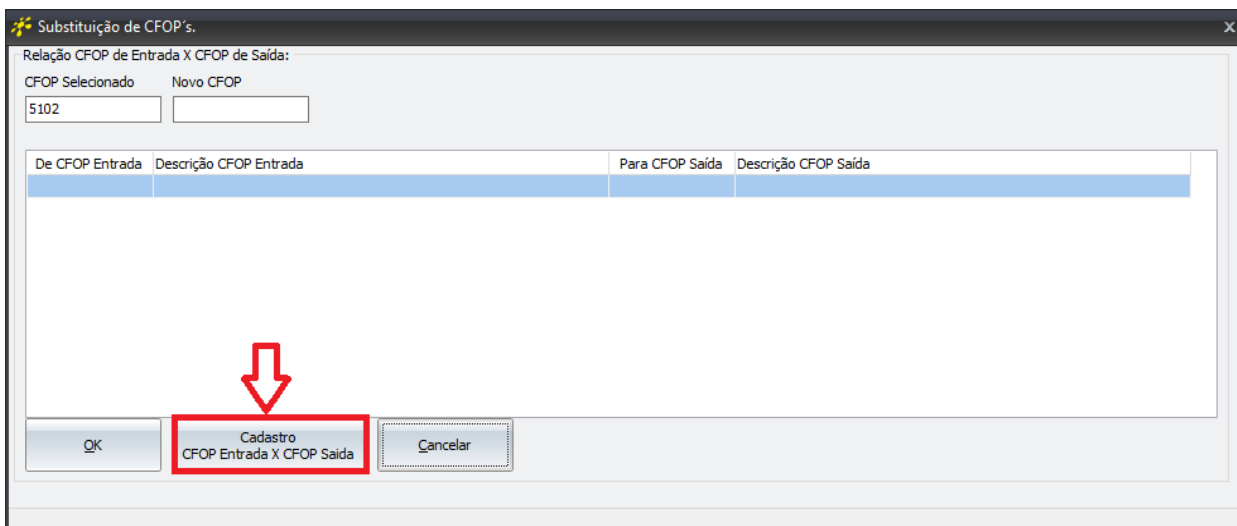 Substituição de CFOP´s.
x
Relação CFOP de Entrada X CFOP de Saída:
CFOP Selecionado Novo CFOP
5102
De CFOP Entrada Descrição CFOP Entrada Para CFOP Saída Descrição CFOP Saída
OK
Cadastro
CFOP Entrada X CFOP Saida
Cancelar